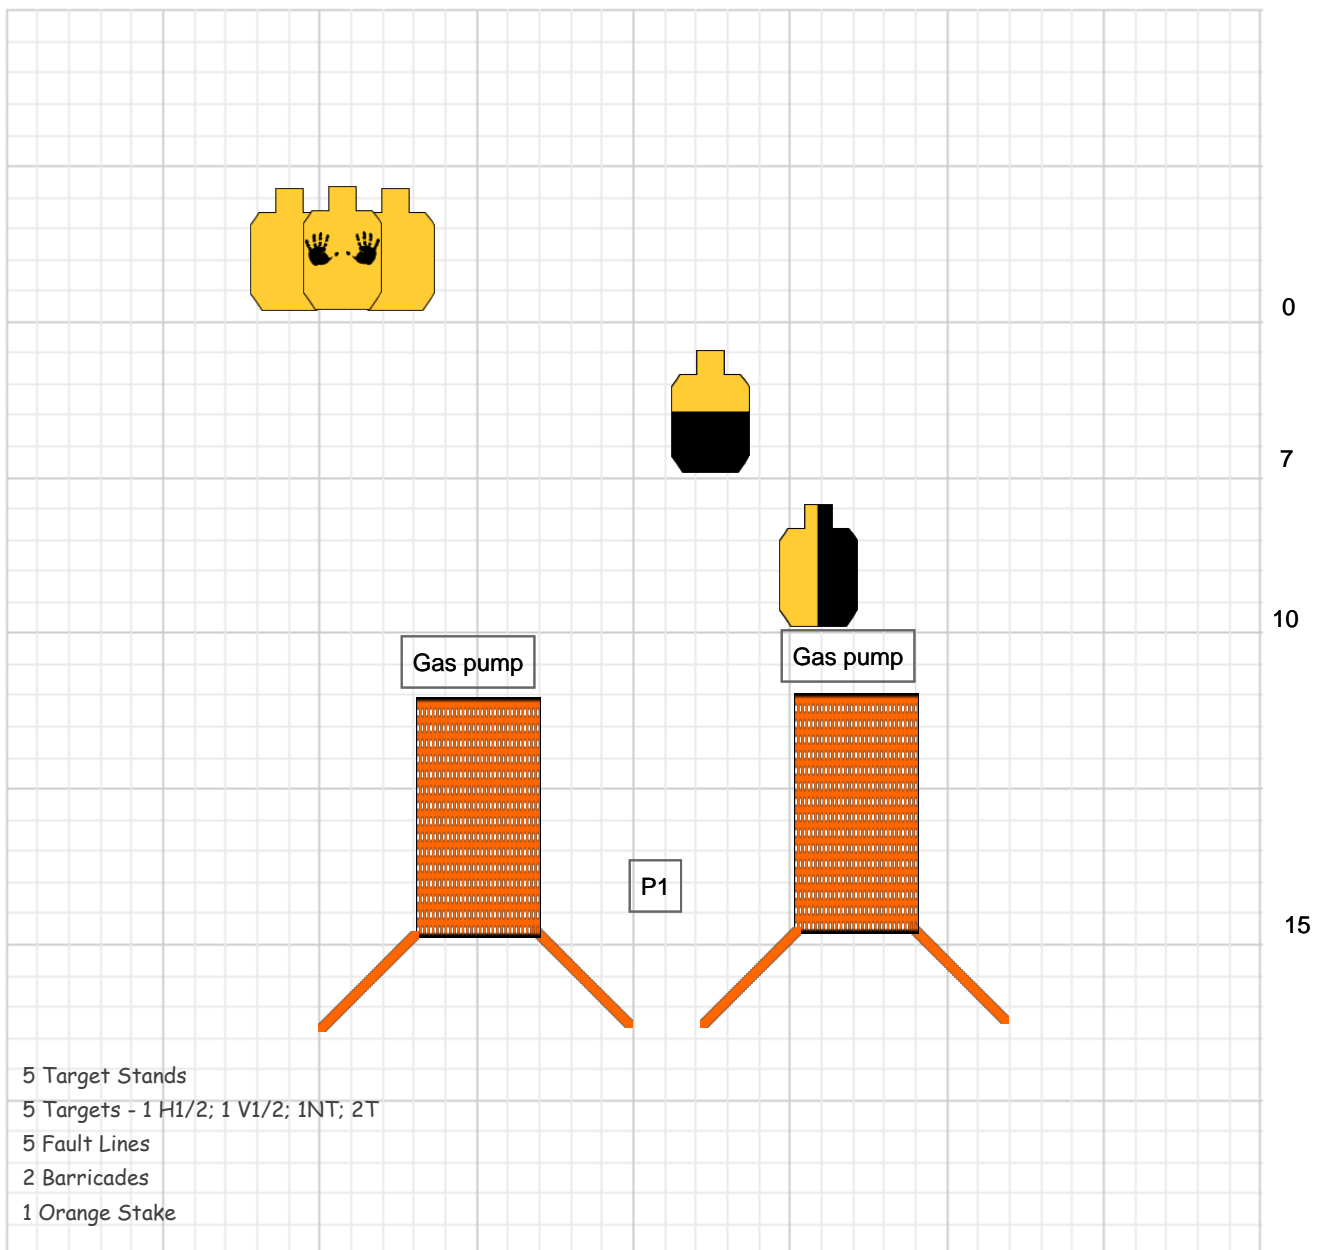 0
7
10
Gas pump
Gas pump
P1
15
5 Target Stands
5 Targets - 1 H1/2; 1 V1/2; 1NT; 2T
5 Fault Lines
2 Barricades
1 Orange Stake